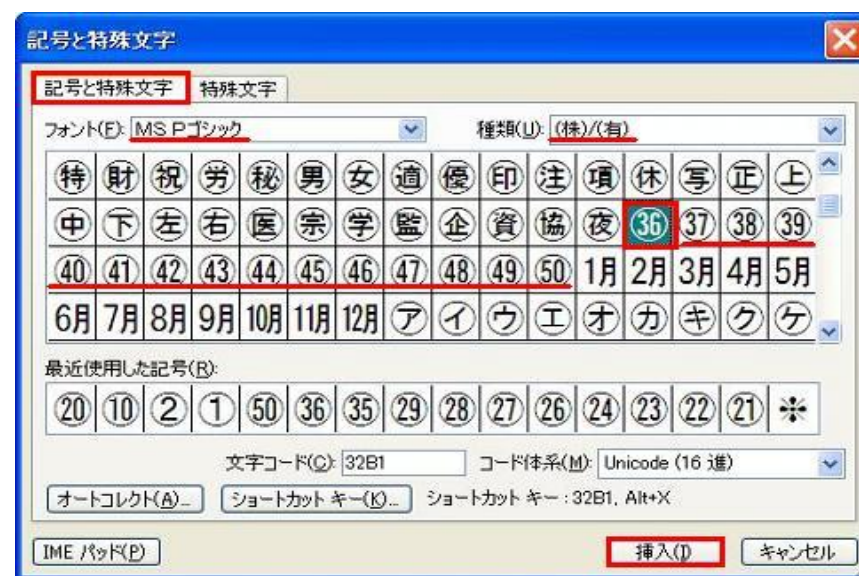 記号と特殊文字
記号と特殊文字 特殊文字
フォント(F): MS Pゴシック 種類(U): (株)/(有)
㊕ ㊖ ㊗ ㊘ ㊙ ㊚ ㊛ ㊜ ㊝ ㊞ ㊟ ㊠ ㊡ ㊢ ㊣ ㊤
㊥ ㊦ ㊧ ㊨ ㊩ ㊪ ㊫ ㊬ ㊭ ㊮ ㊯ ㊰ ㊱ ㊲ ㊳ ㊴
㊵ ㊶ ㊷ ㊸ ㊹ ㊺ ㊻ ㊼ ㊽ ㊾ ㊿ 1月 2月 3月 4月 5月
6月 7月 8月 9月 10月 11月 12月 ㋐ ㋑ ㋒ ㋓ ㋔ ㋕ ㋖ ㋗ ㋘
最近使用した記号(R):
⑳ ⑩ ② ① ㊿ ㊱ ㉟ ㉙ ㉘ ㉗ ㉖ ㉔ ㉓ ㉒ ㉑ ※
文字コード(C): 32B1 コード体系(M): Unicode (16 進)
オートコレクト(A)... ショートカット キー(K)... ショートカット キー : 32B1, Alt+X
IME パッド(P) 挿入(I) キャンセル